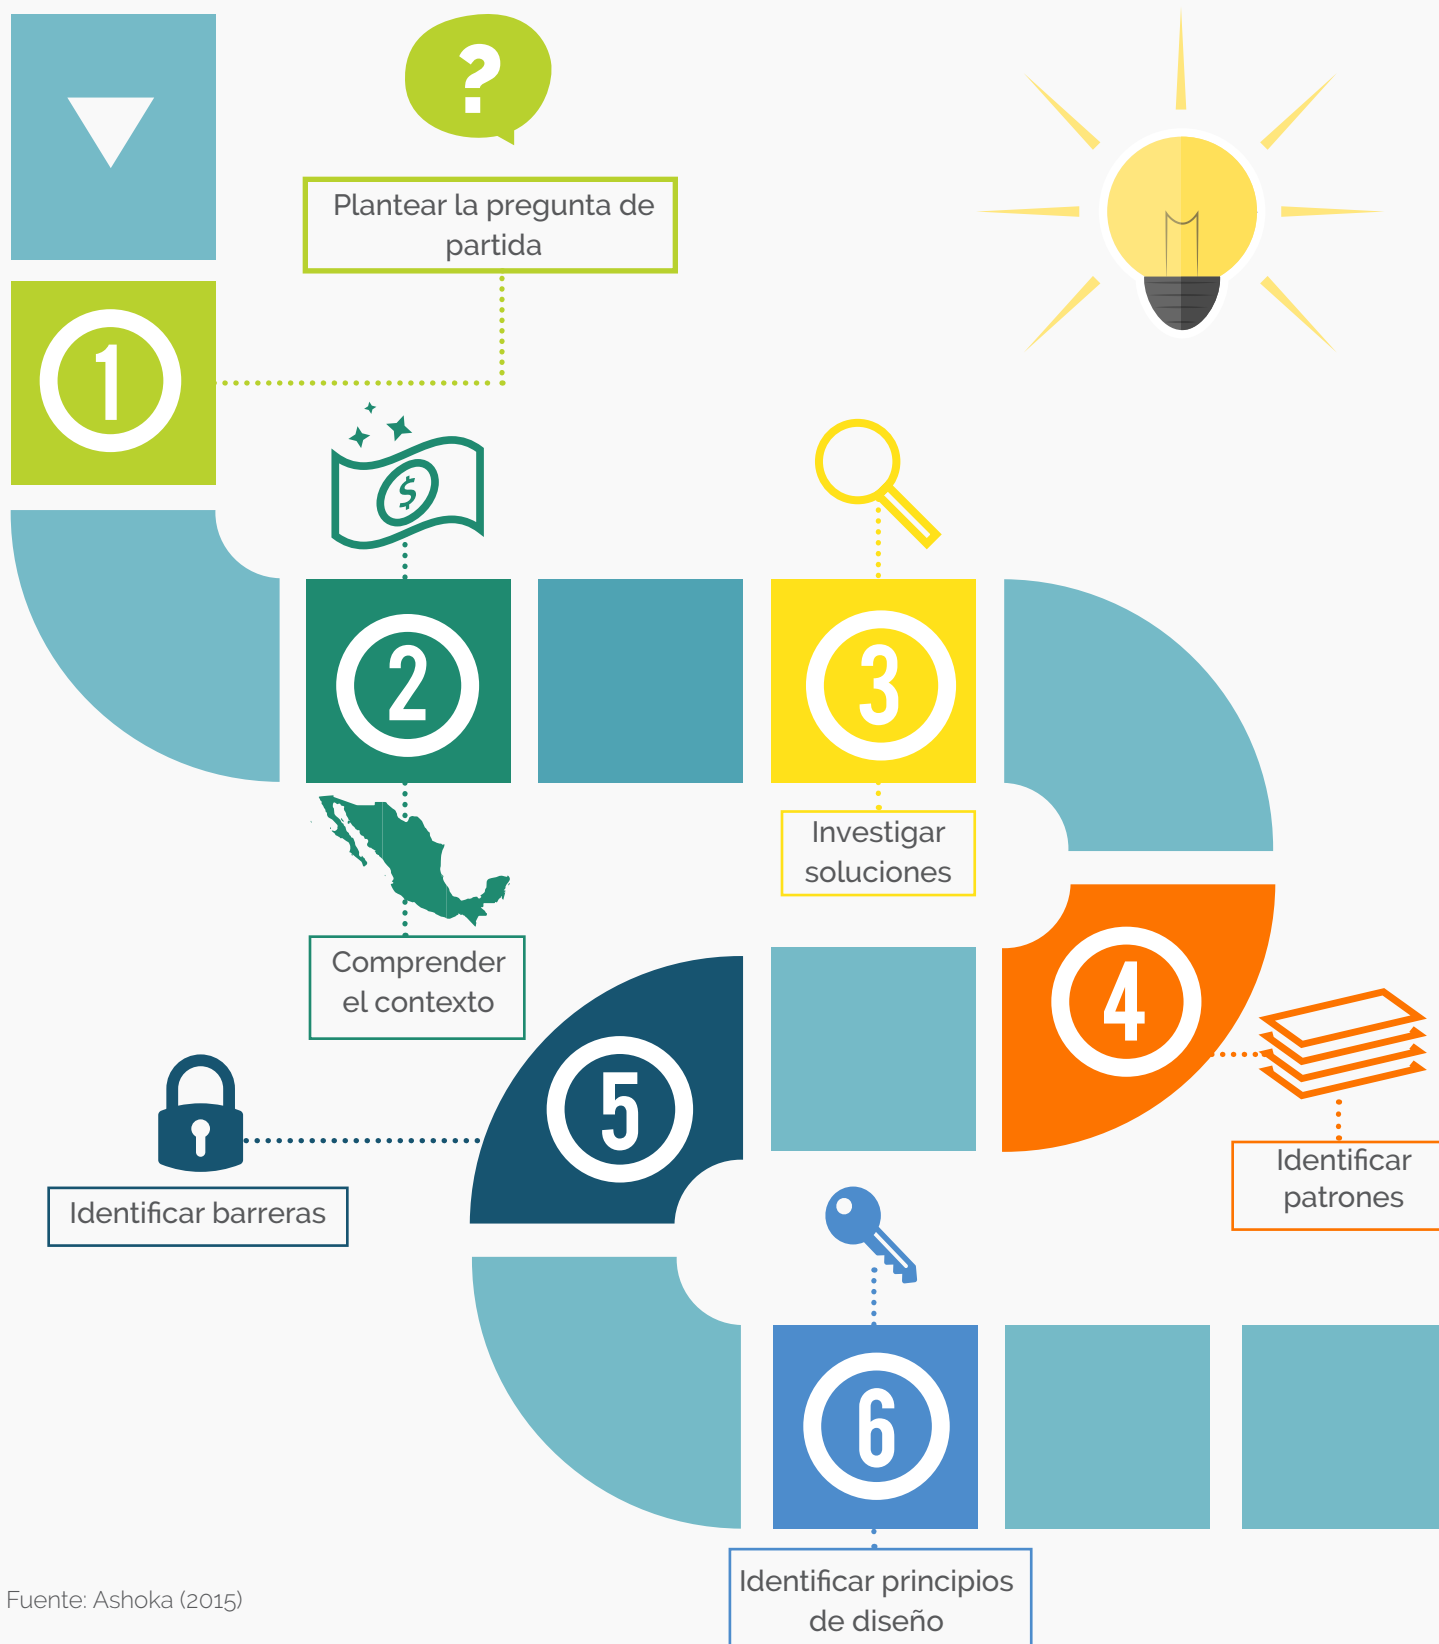 ?
Plantear la pregunta de
partida
1
$
2
3
Investigar
soluciones
Comprender
el contexto
4
5
Identificar
patrones
Identificar barreras
6
Identificar principios
de diseño
Fuente: Ashoka (2015)